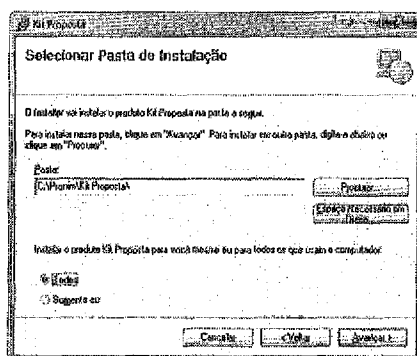 Kit Proposta
Selecionar Pasta de Instalação
O instalador vai instalar o produto Kit Proposta na pasta a seguir.
Para instalar nessa pasta, clique em "Avançar". Para instalar em outra pasta, digite-a abaixo ou
clique em "Procurar".
Pasta:
C:\Pronim\Kit Proposta\
Procurar...
Espaço necessário em
disco...
Instalar o produto Kit Proposta para você mesmo ou para todos os que usam o computador:
Todos
Somente eu
Cancelar
< Voltar
Avançar >